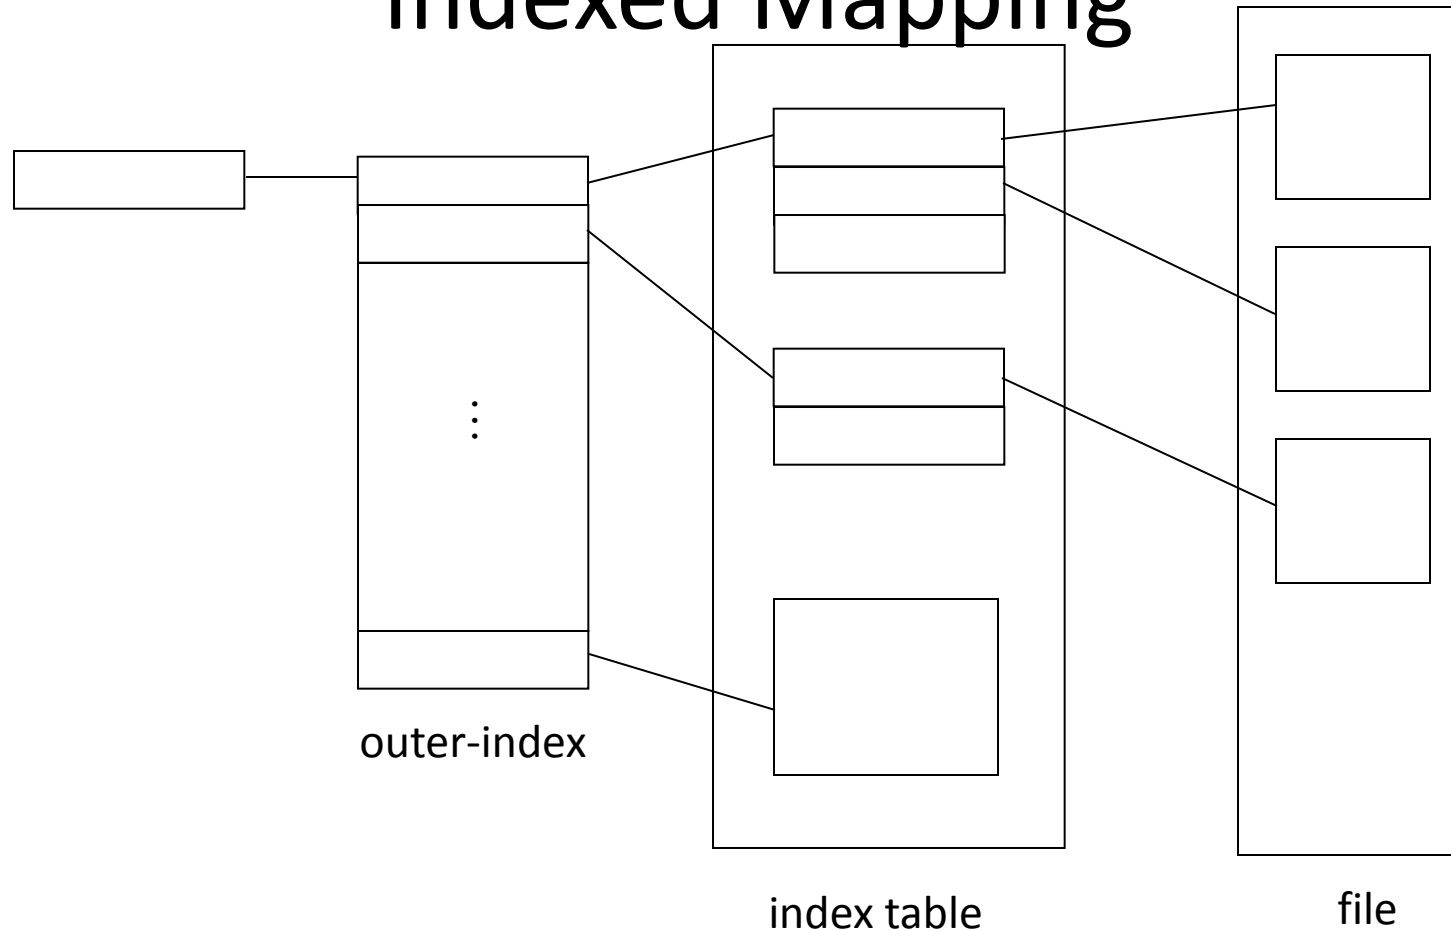 Indexed Mapping
⋮
outer-index
index table
file